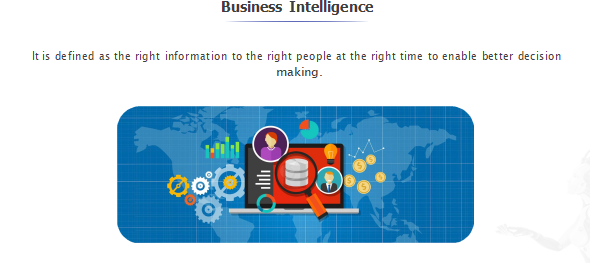 Business Intelligence
It is defined as the right information to the right people at the right time to enable better decision
making.